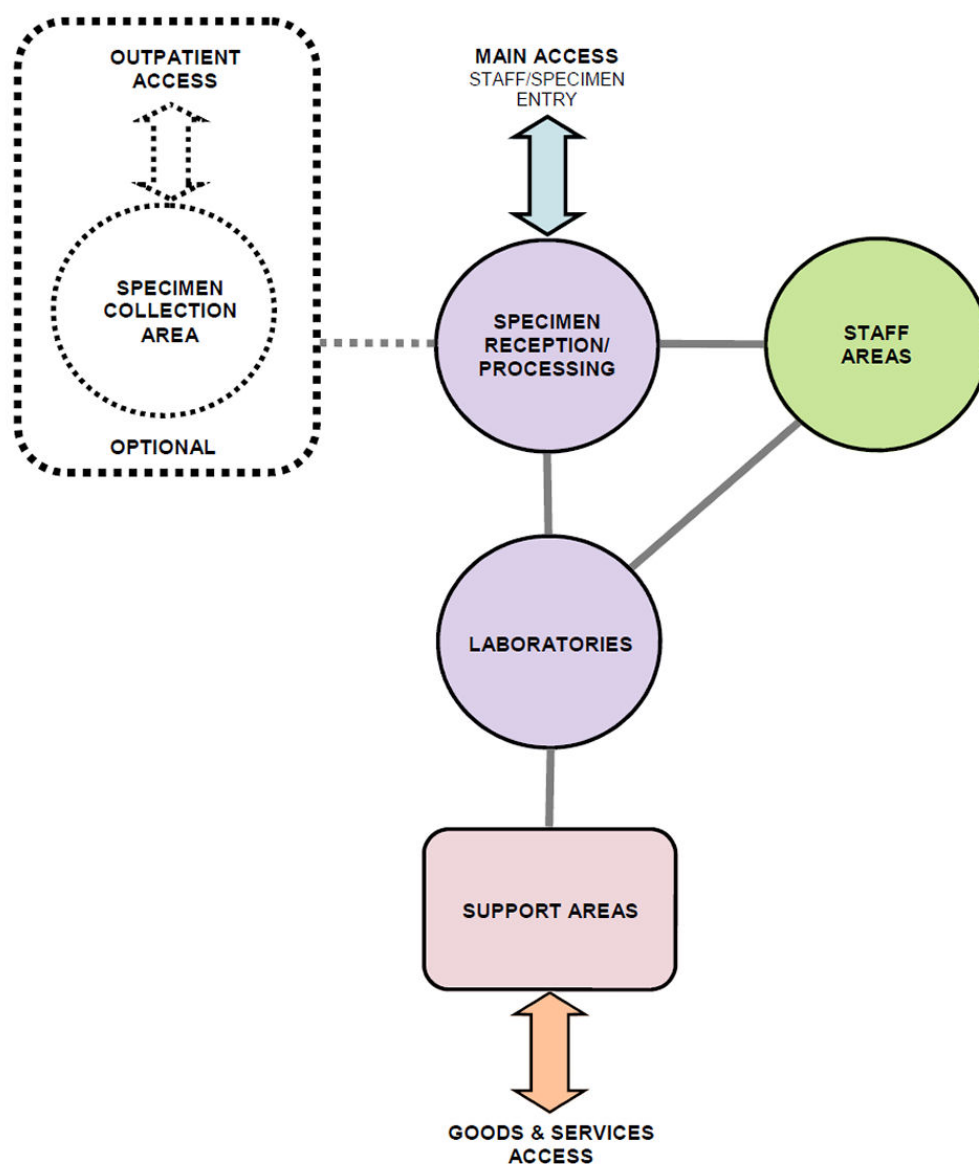 OUTPATIENT
ACCESS
SPECIMEN
COLLECTION
AREA
OPTIONAL
MAIN ACCESS
STAFF/SPECIMEN
ENTRY
SPECIMEN
RECEPTION/
PROCESSING
STAFF
AREAS
LABORATORIES
SUPPORT AREAS
GOODS & SERVICES
ACCESS